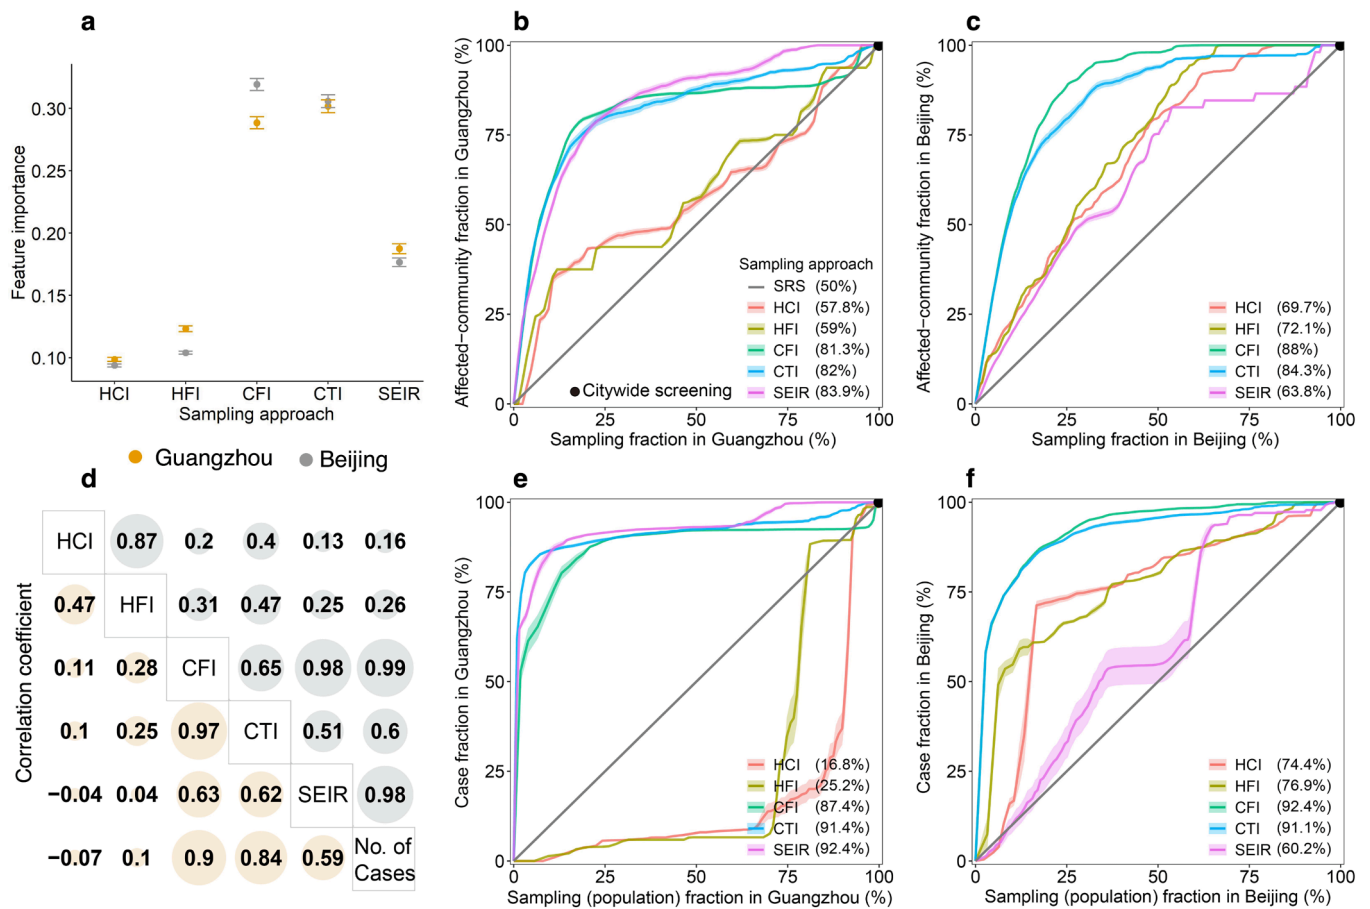 a
Feature importance
0.30
0.25
0.20
0.15
0.10
HCI HFI CFI CTI SEIR
Sampling approach
Guangzhou Beijing
b
Affected-community fraction in Guangzhou (%)
100
75
50
25
0
Sampling approach
SRS (50%)
HCI (57.8%)
HFI (59%)
CFI (81.3%)
CTI (82%)
SEIR (83.9%)
Citywide screening
0 25 50 75 100
Sampling fraction in Guangzhou (%)
c
Affected-community fraction in Beijing (%)
100
75
50
25
0
HCI (69.7%)
HFI (72.1%)
CFI (88%)
CTI (84.3%)
SEIR (63.8%)
0 25 50 75 100
Sampling fraction in Beijing (%)
d
Correlation coefficient
HCI 0.87 0.2 0.4 0.13 0.16
0.47 HFI 0.31 0.47 0.25 0.26
0.11 0.28 CFI 0.65 0.98 0.99
0.1 0.25 0.97 CTI 0.51 0.6
−0.04 0.04 0.63 0.62 SEIR 0.98
−0.07 0.1 0.9 0.84 0.59 No. of
Cases
e
Case fraction in Guangzhou (%)
100
75
50
25
0
HCI (16.8%)
HFI (25.2%)
CFI (87.4%)
CTI (91.4%)
SEIR (92.4%)
0 25 50 75 100
Sampling (population) fraction in Guangzhou (%)
f
Case fraction in Beijing (%)
100
75
50
25
0
HCI (74.4%)
HFI (76.9%)
CFI (92.4%)
CTI (91.1%)
SEIR (60.2%)
0 25 50 75 100
Sampling (population) fraction in Beijing (%)